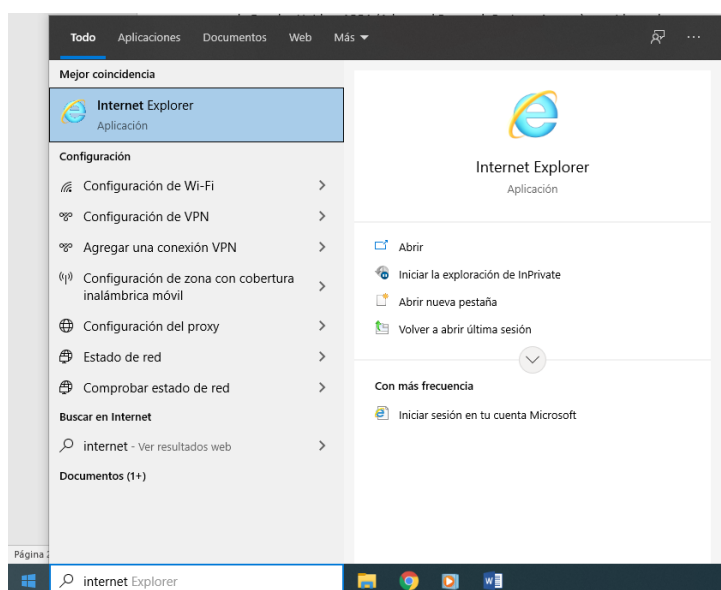 Todo Aplicaciones Documentos Web Más
Mejor coincidencia
Internet Explorer
Aplicación
Configuración
Configuración de Wi-Fi
Configuración de VPN
Agregar una conexión VPN
Configuración de zona con cobertura
inalámbrica móvil
Configuración del proxy
Estado de red
Comprobar estado de red
Buscar en Internet
internet - Ver resultados web
Documentos (1+)
Internet Explorer
Aplicación
Abrir
Iniciar la exploración de InPrivate
Abrir nueva pestaña
Volver a abrir última sesión
Con más frecuencia
Iniciar sesión en tu cuenta Microsoft
Página
internet Explorer